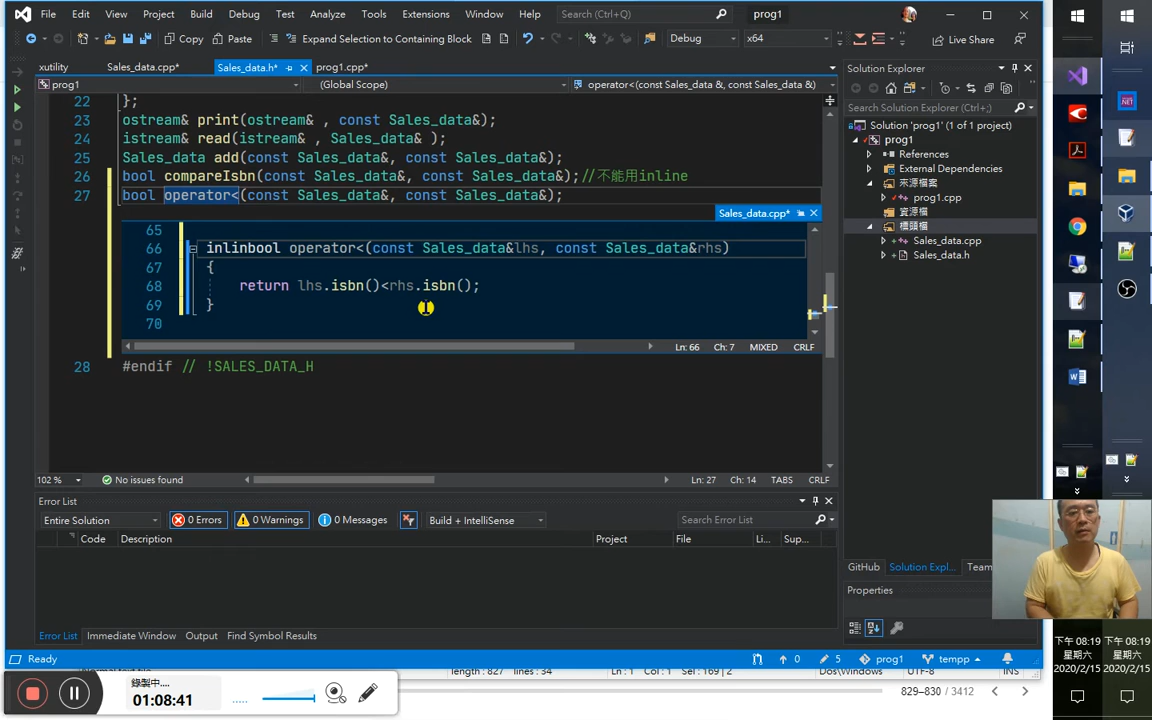 File Edit View Project Build Debug Test Analyze Tools Extensions Window Help Search (Ctrl+Q) prog1
Copy Paste Expand Selection to Containing Block Debug x64 Live Share
xutility Sales_data.cpp* Sales_data.h* prog1.cpp*
prog1 (Global Scope) operator<(const Sales_data &, const Sales_data &)
22 };
23 ostream& print(ostream& , const Sales_data&);
24 istream& read(istream& , Sales_data& );
25 Sales_data add(const Sales_data&, const Sales_data&);
26 bool compareIsbn(const Sales_data&, const Sales_data&);//不能用inline
27 bool operator<(const Sales_data&, const Sales_data&);
Sales_data.cpp*
65
66 inlinbool operator<(const Sales_data&lhs, const Sales_data&rhs)
67 {
68 return lhs.isbn()<rhs.isbn();
69 }
70
Ln: 66 Ch: 7 MIXED CRLF
28 #endif // !SALES_DATA_H
102 % No issues found Ln: 27 Ch: 14 TABS CRLF
Error List
Entire Solution 0 Errors 0 Warnings 0 Messages Build + IntelliSense Search Error List
Code Description Project File Li... Sup...
Error List Immediate Window Output Find Symbol Results
Solution Explorer
Search Solution Explorer
Solution 'prog1' (1 of 1 project)
prog1
References
External Dependencies
來源檔案
prog1.cpp
資源檔
標頭檔
Sales_data.cpp
Sales_data.h
GitHub Solution Expl... Team
Properties
Ready 0 5 prog1 tempp
length : 827 lines : 34 Ln : 1 Col : 1 Sel : 169 | 2 Dos\Windows UTF-8 INS
錄製中...
01:08:41
829–830 / 3412
.NET
下午 08:19 下午 08:19
星期六 星期六
2020/2/15 2020/2/15